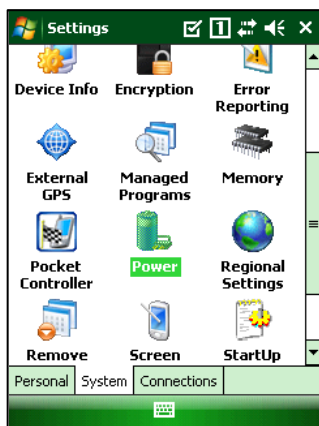 Settings
1
Device Info Encryption Error
Reporting
External Managed Memory
GPS Programs
Pocket Power Regional
Controller Settings
Remove Screen StartUp
Personal System Connections